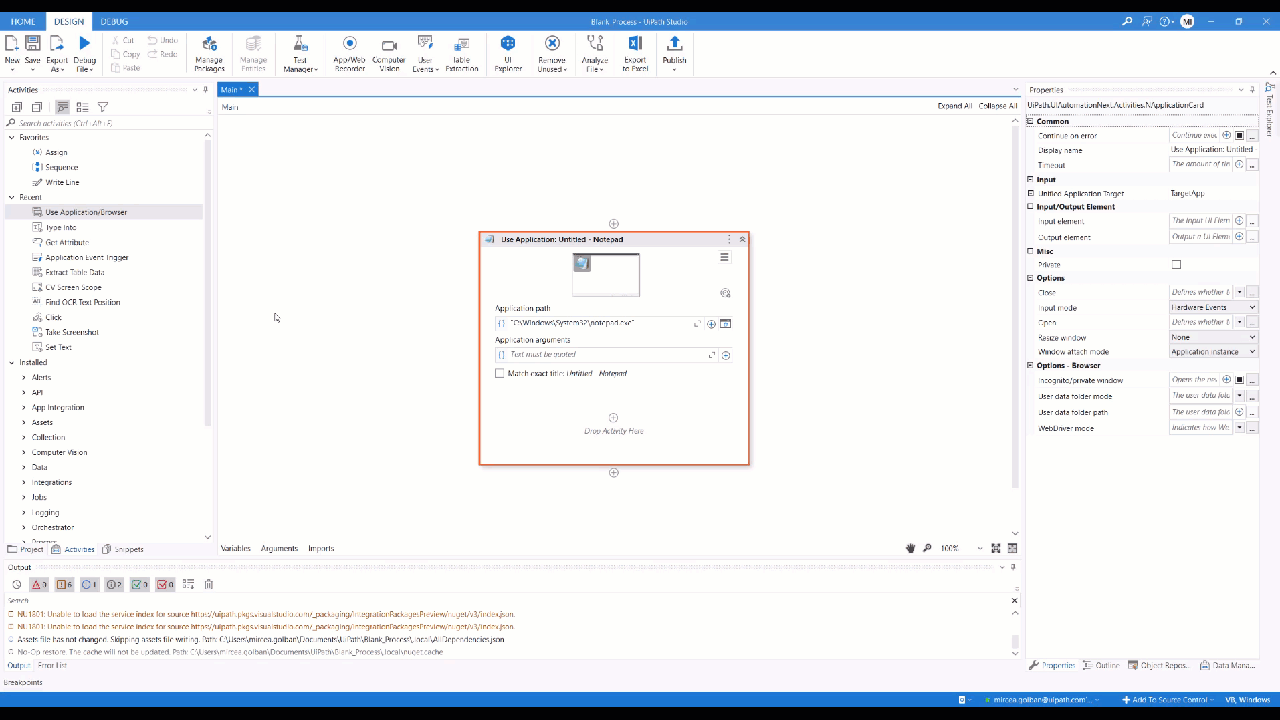 HOME DESIGN DEBUG
Blank Process - UiPath Studio
MI
New Save Export As Debug File
Cut Copy Paste
Undo Redo
Manage Packages
Manage Entities
Test Manager
App/Web Recorder
Computer Vision
User Events
Table Extraction
UI Explorer
Remove Unused
Analyze File
Export to Excel
Publish
Activities
Search activities (Ctrl+Alt+F)
Favorites
Assign
Sequence
Write Line
Recent
Use Application/Browser
Type Into
Get Attribute
Application Event Trigger
Extract Table Data
CV Screen Scope
Find OCR Text Position
Click
Take Screenshot
Set Text
Installed
Alerts
API
App Integration
Assets
Collection
Computer Vision
Data
Integrations
Jobs
Logging
Orchestrator
Project Activities Snippets
Main *
Main
Expand All Collapse All
Use Application: Untitled - Notepad
Application path
"C:\Windows\System32\notepad.exe"
Application arguments
Text must be quoted
Match exact title: Untitled - Notepad
Drop Activity Here
Variables Arguments Imports
100%
Properties
UiPath.UIAutomationNext.Activities.NApplicationCard
Common
Continue on error Continue exec
Display name Use Application: Untitled -
Timeout The amount of tim
Input
Unified Application Target TargetApp
Input/Output Element
Input element The Input UI Elem
Output element Output a UI Eleme
Misc
Private
Options
Close Defines whether t
Input mode Hardware Events
Open Defines whether t
Resize window None
Window attach mode Application instance
Options - Browser
Incognito/private window Opens the new
User data folder mode The user data fold
User data folder path The user data fold
WebDriver mode Indicates how We
Test Explorer
Output
Search
NU1801: Unable to load the service index for source https://uipath.pkgs.visualstudio.com/_packaging/IntegrationPackagesPreview/nuget/v3/index.json.
NU1801: Unable to load the service index for source https://uipath.pkgs.visualstudio.com/_packaging/IntegrationPackagesPreview/nuget/v3/index.json.
Assets file has not changed. Skipping assets file writing. Path: C:\Users\mircea.golban\Documents\UiPath\Blank_Process\.local\AllDependencies.json
No-Op restore. The cache will not be updated. Path: C:\Users\mircea.golban\Documents\UiPath\Blank_Process\.local\nuget.cache
Output Error List
Properties Outline Object Repos... Data Mana...
Breakpoints
mircea.golban@uipath.com'... Add To Source Control VB, Windows